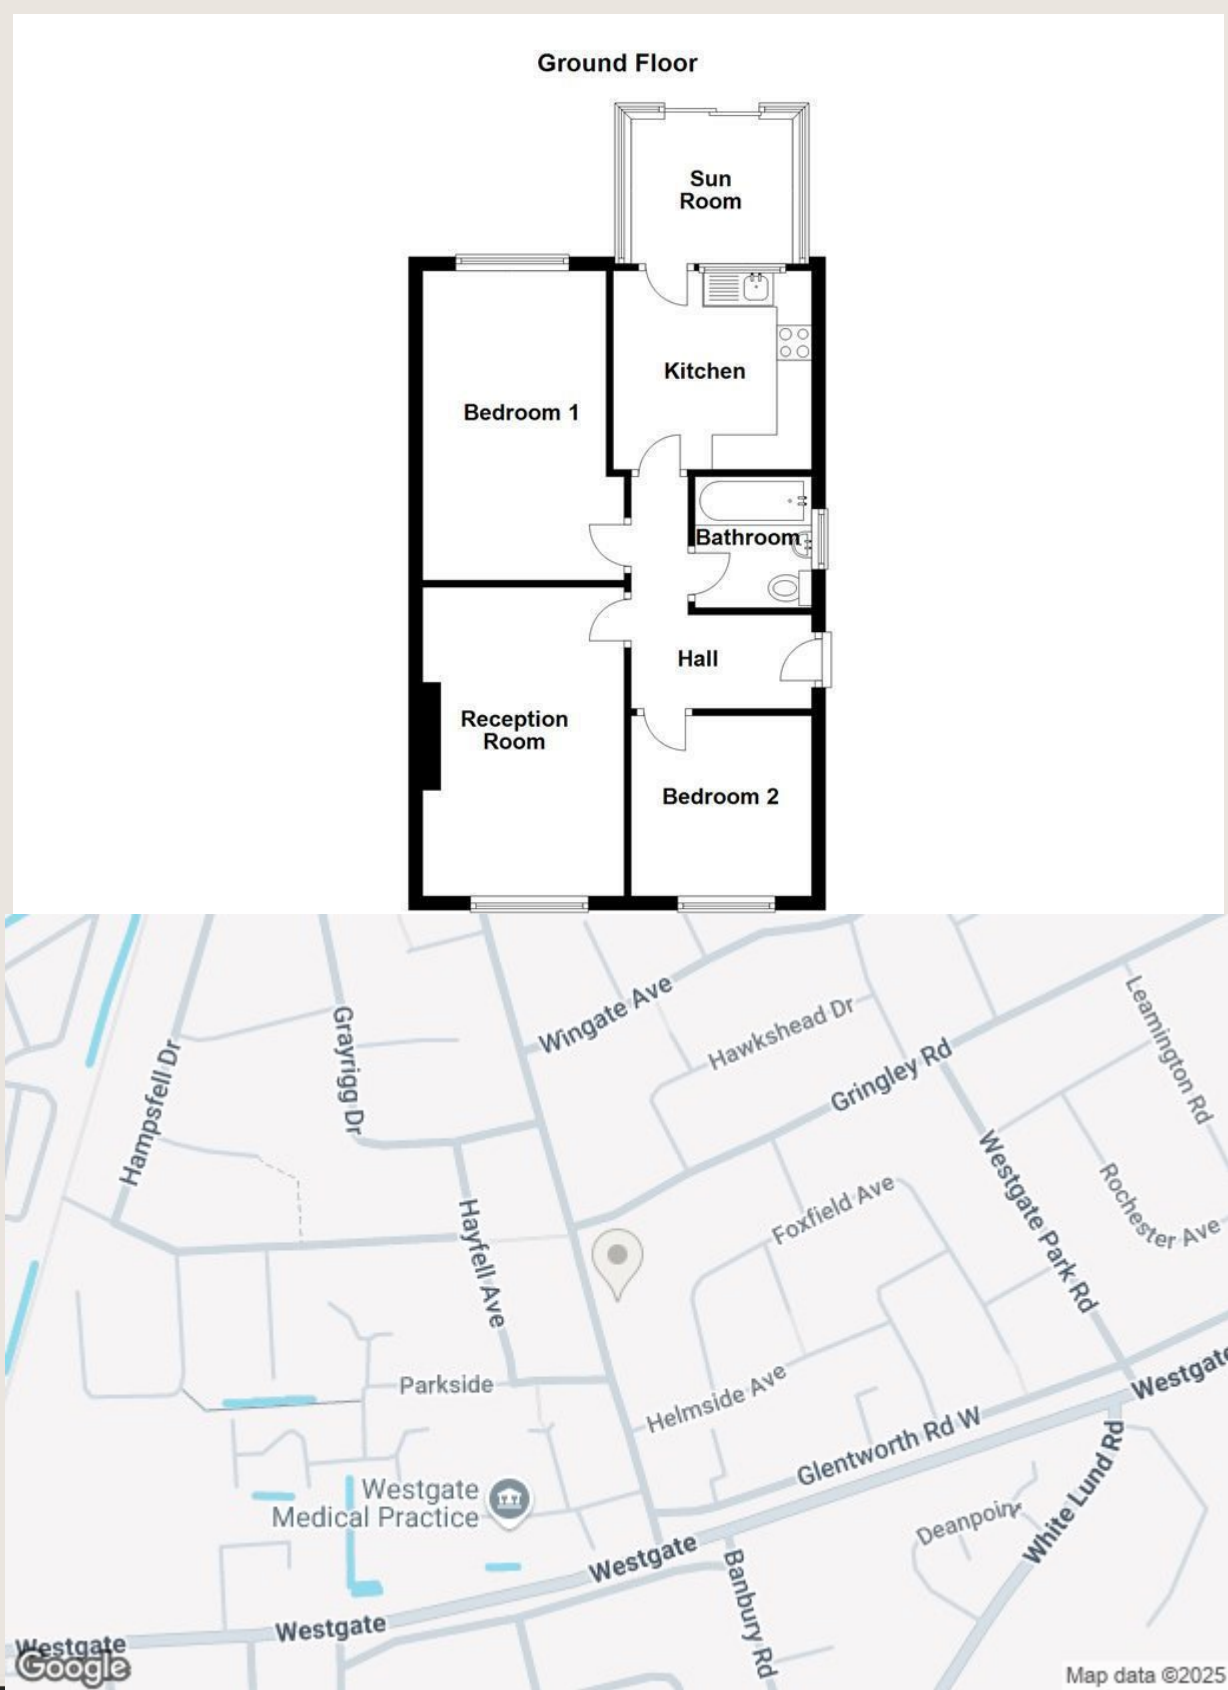 Ground Floor
Sun
Room
Kitchen
Bedroom 1
Bathroom
Hall
Reception
Room
Bedroom 2
Wingate Ave
Hawkshead Dr
Leamington Rd
Grayrigg Dr
Hampsfell Dr
Gringley Rd
Westgate Park Rd
Rochester Ave
Foxfield Ave
Hayfell Ave
Parkside
Helmside Ave
Westgate
Glentworth Rd W
White Lund Rd
Westgate
Medical Practice
Deanpoint
Westgate
Banbury Rd
Westgate
Westgate
Google
Map data ©2025